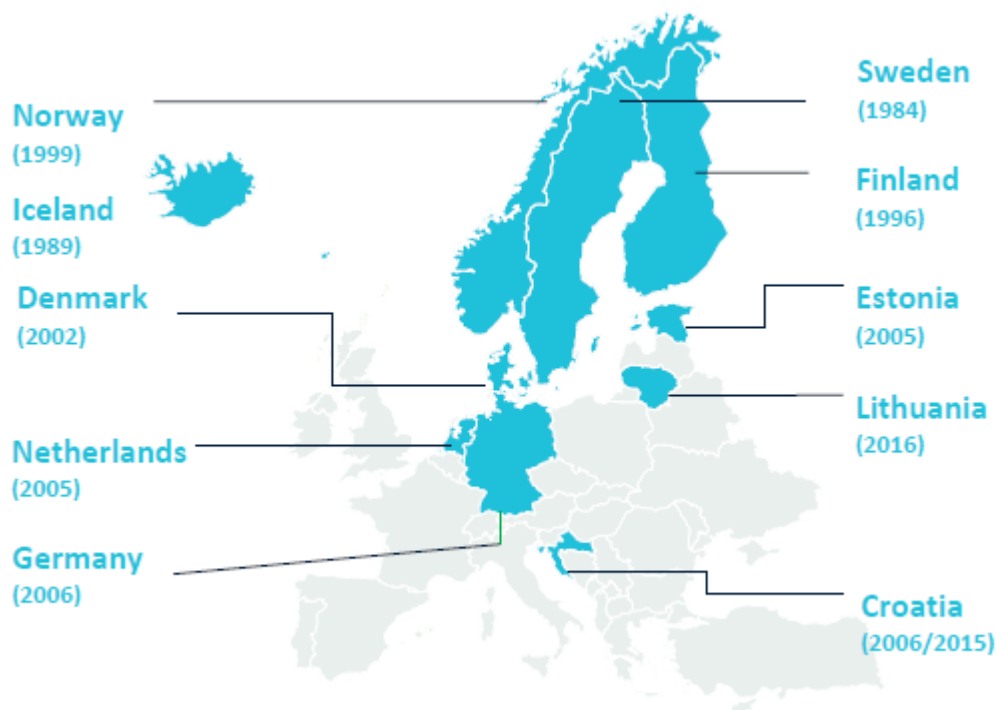 Norway
(1999)
Iceland
(1989)
Denmark
(2002)
Netherlands
(2005)
Germany
(2006)
Sweden
(1984)
Finland
(1996)
Estonia
(2005)
Lithuania
(2016)
Croatia
(2006/2015)